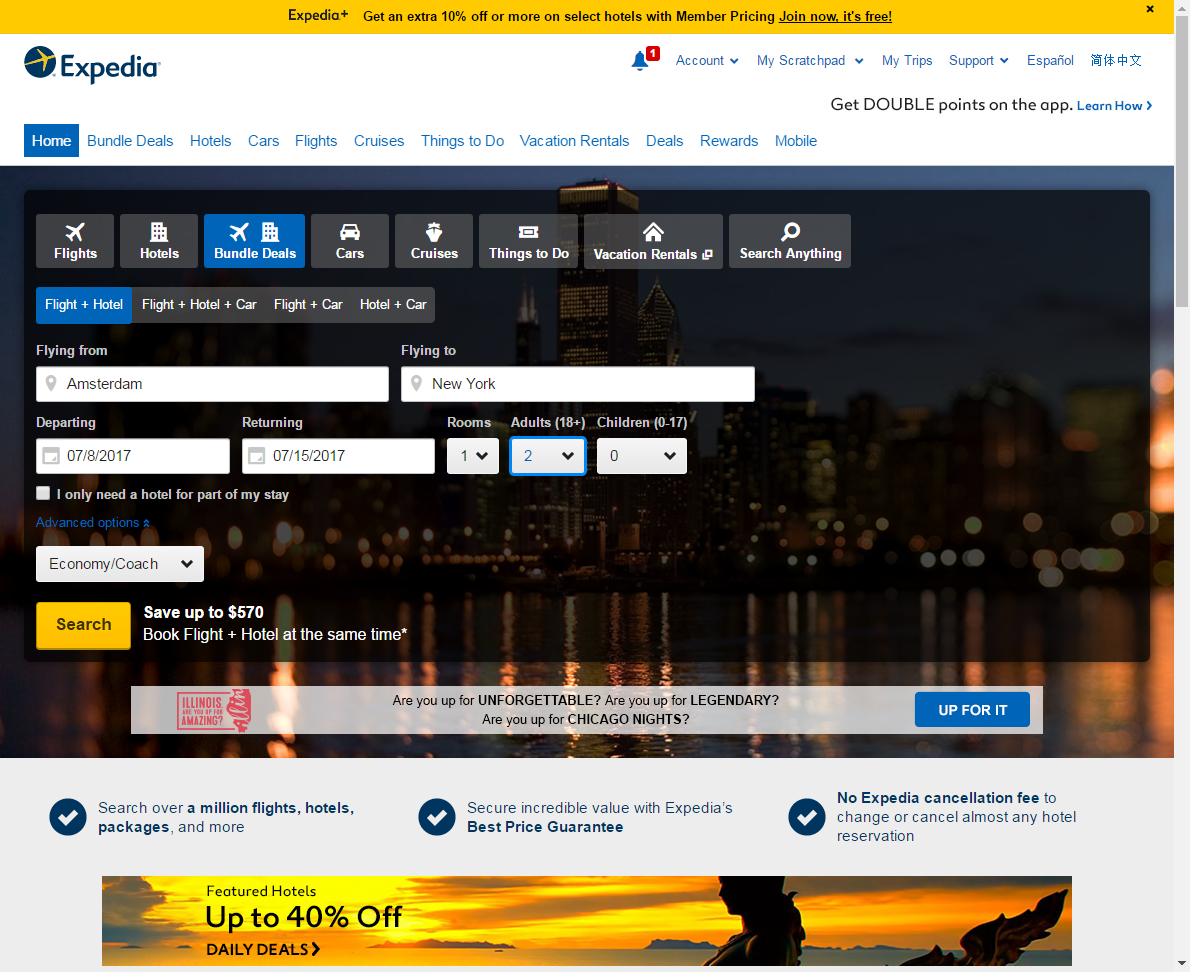 Expedia+ Get an extra 10% off or more on select hotels with Member Pricing Join now, it's free!
Expedia
1 Account My Scratchpad My Trips Support Español 简体中文
Get DOUBLE points on the app. Learn How
Home Bundle Deals Hotels Cars Flights Cruises Things to Do Vacation Rentals Deals Rewards Mobile
Flights Hotels Bundle Deals Cars Cruises Things to Do Vacation Rentals Search Anything
Flight + Hotel Flight + Hotel + Car Flight + Car Hotel + Car
Flying from Flying to
Amsterdam New York
Departing Returning Rooms Adults (18+) Children (0-17)
07/8/2017 07/15/2017 1 2 0
I only need a hotel for part of my stay
Advanced options
Economy/Coach
Search
Save up to $570
Book Flight + Hotel at the same time*
ILLINOIS
ARE YOU UP FOR
AMAZING?
Are you up for UNFORGETTABLE? Are you up for LEGENDARY?
Are you up for CHICAGO NIGHTS?
UP FOR IT
Search over a million flights, hotels,
packages, and more
Secure incredible value with Expedia's
Best Price Guarantee
No Expedia cancellation fee to
change or cancel almost any hotel
reservation
Featured Hotels
Up to 40% Off
DAILY DEALS